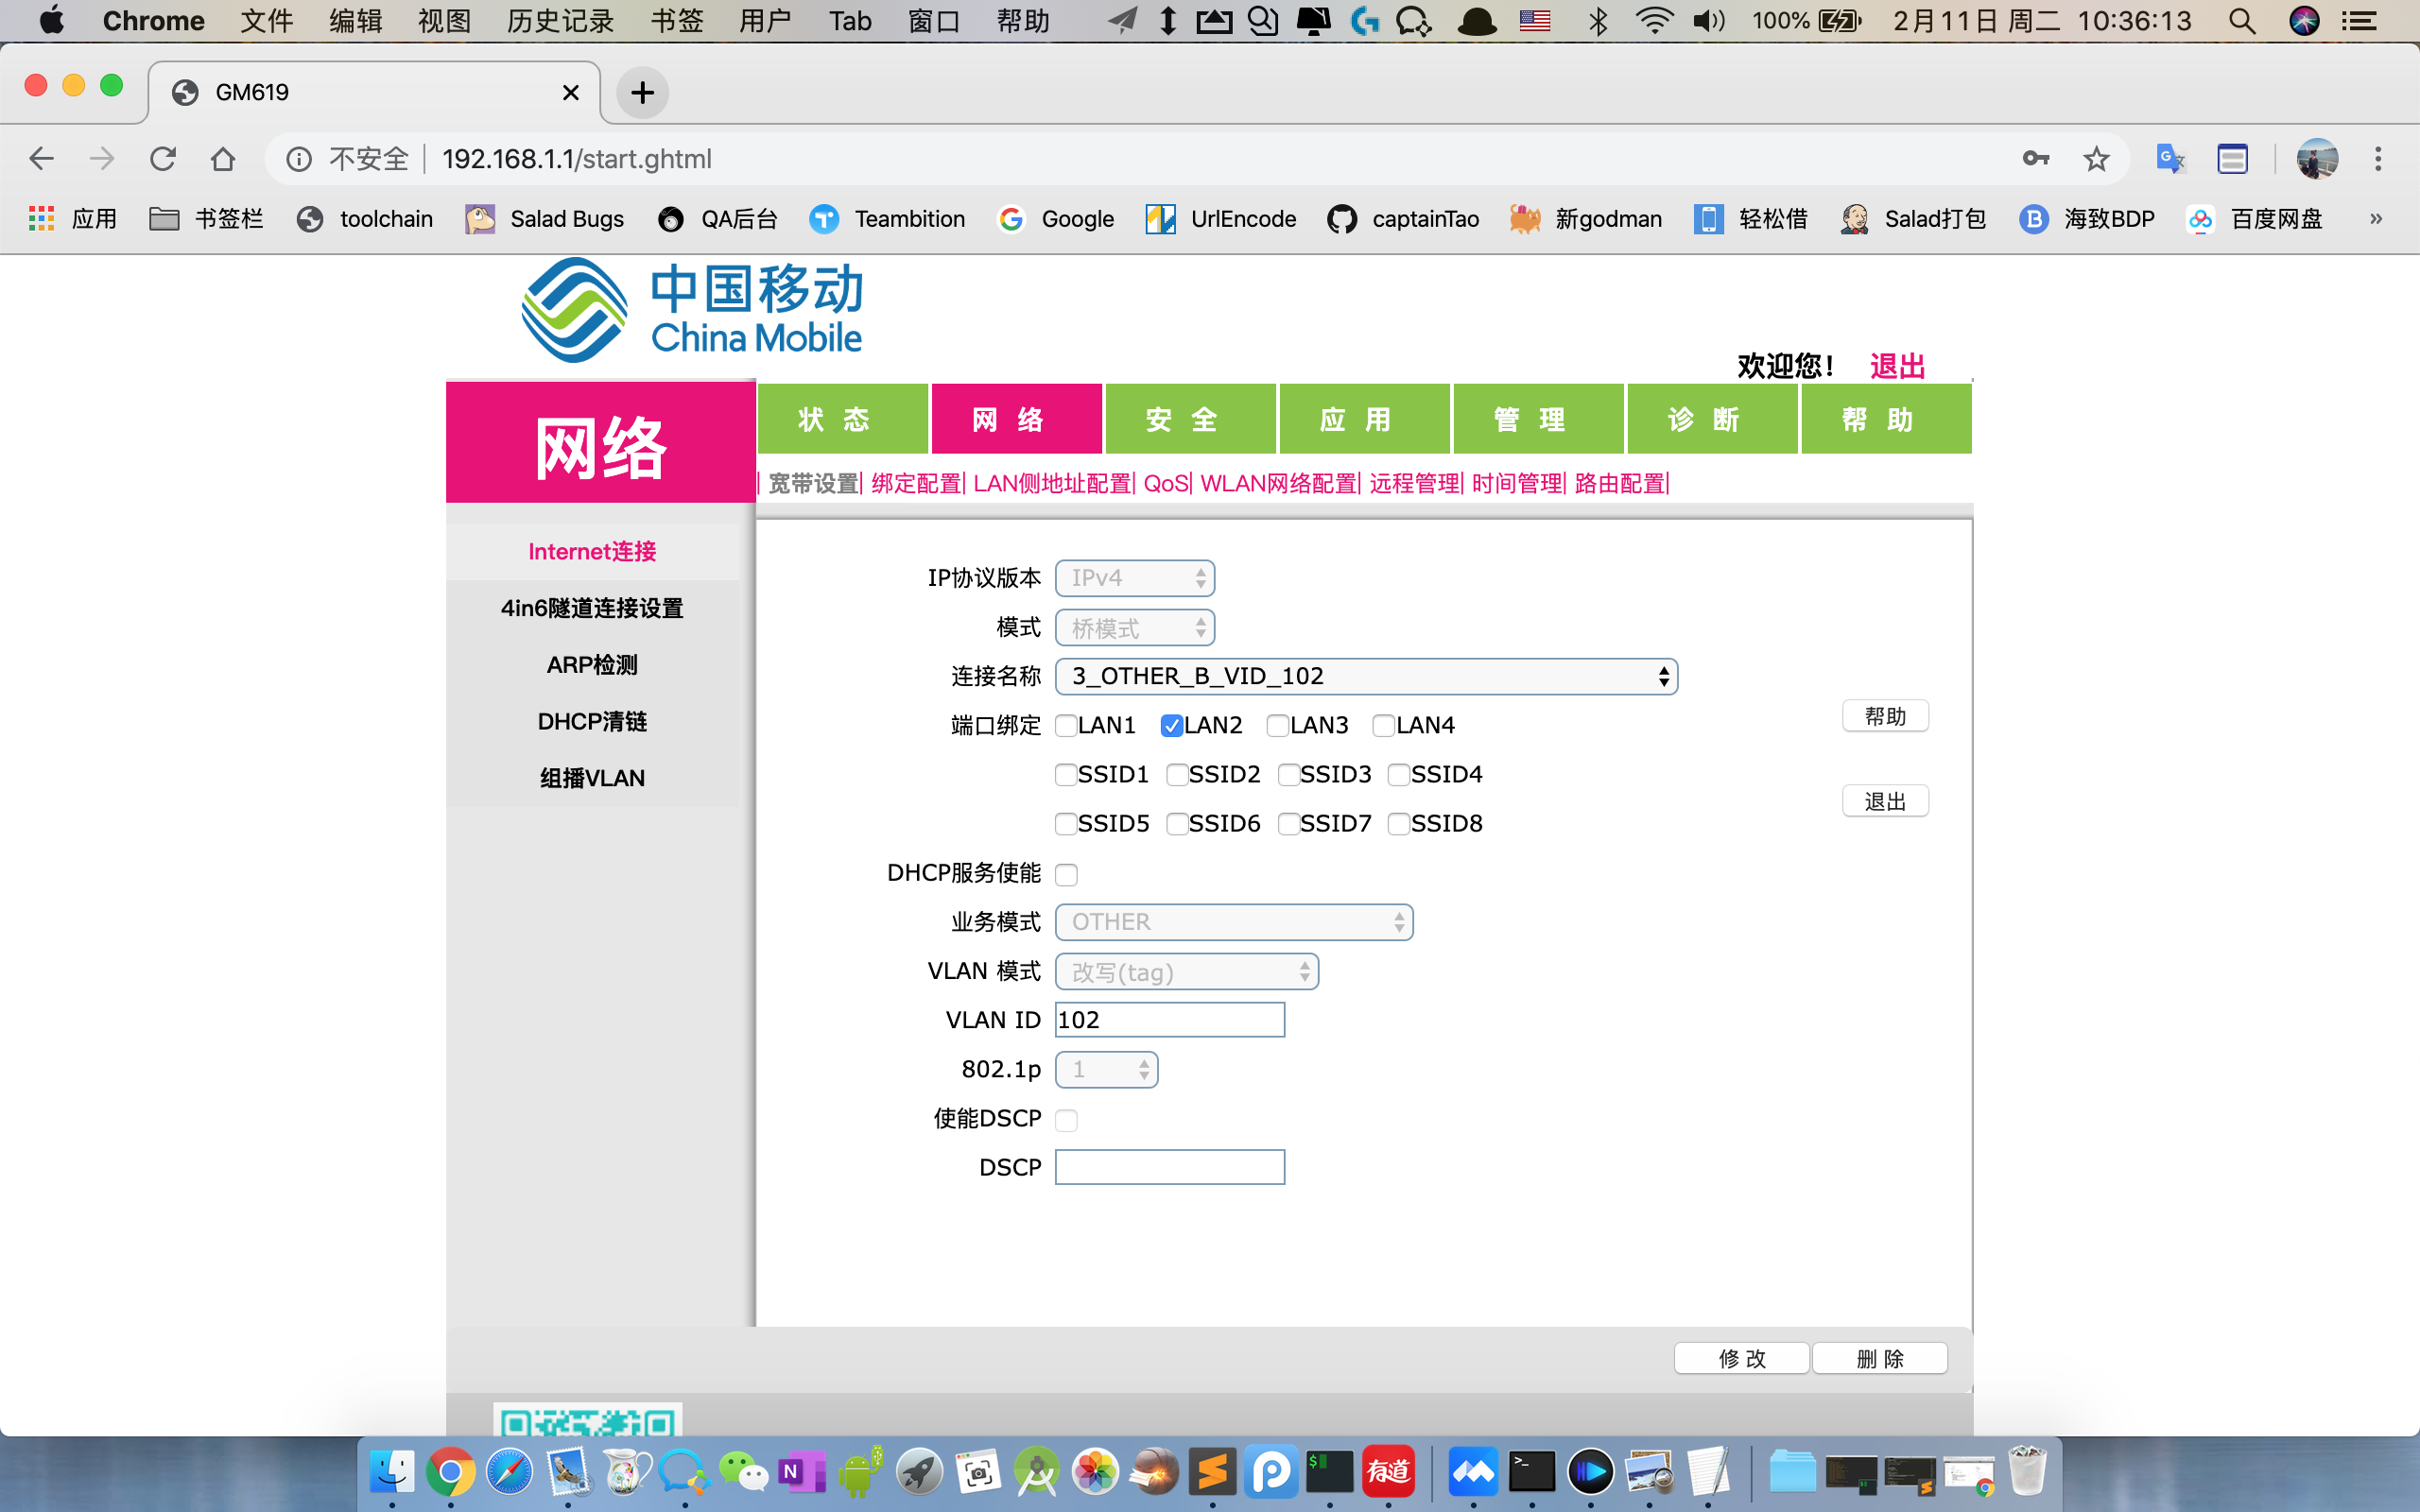 Chrome 文件 编辑 视图 历史记录 书签 用户 Tab 窗口 帮助 100% 2月11日 周二 10:36:13
GM619
不安全 192.168.1.1/start.ghtml
应用 书签栏 toolchain Salad Bugs QA后台 Teambition Google UrlEncode captainTao 新godman 轻松借 Salad打包 海致BDP 百度网盘 »
中国移动
China Mobile
欢迎您! 退出
网络
状 态 网 络 安 全 应 用 管 理 诊 断 帮 助
| 宽带设置| 绑定配置| LAN侧地址配置| QoS| WLAN网络配置| 远程管理| 时间管理| 路由配置|
Internet连接
4in6隧道连接设置
ARP检测
DHCP清链
组播VLAN
IP协议版本 IPv4
模式 桥模式
连接名称 3_OTHER_B_VID_102
端口绑定 LAN1 LAN2 LAN3 LAN4
SSID1 SSID2 SSID3 SSID4
SSID5 SSID6 SSID7 SSID8
DHCP服务使能
业务模式 OTHER
VLAN 模式 改写(tag)
VLAN ID 102
802.1p 1
使能DSCP
DSCP
帮助
退出
修 改 删 除
有道